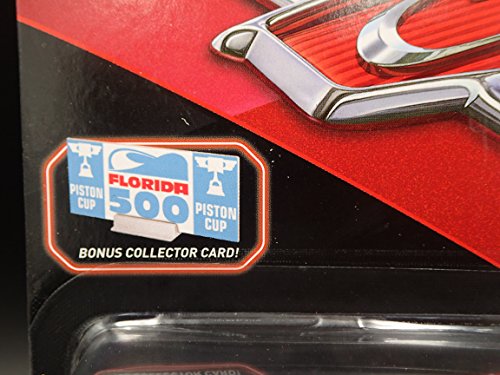 PISTON
CUP
FLORIDA
500
PISTON
CUP
BONUS COLLECTOR CARD!